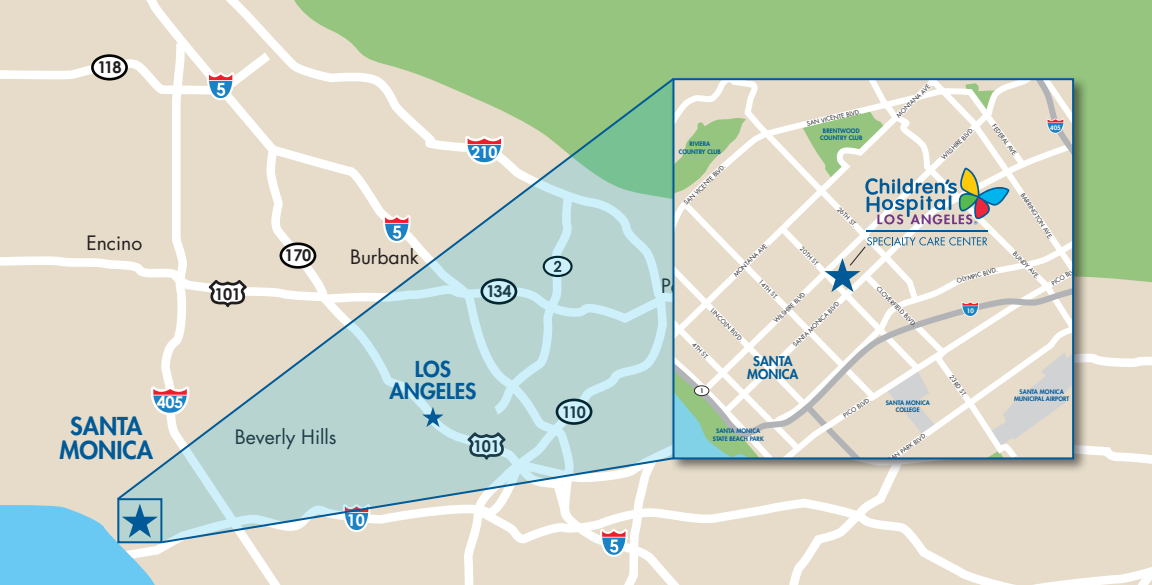 118
5
210
Encino
170
5
Burbank
101
134
2
P
LOS
ANGELES
405
SANTA
MONICA
Beverly Hills
110
101
10
5
SAN VICENTE BLVD
MONTANA AVE
405
RIVIERA
COUNTRY CLUB
BRENTWOOD
COUNTRY CLUB
WILSHIRE BLVD.
FEDERAL AVE.
SAN VICENTE BLVD
Children's
Hospital
LOS ANGELES
SPECIALTY CARE CENTER
26TH ST.
BARRINGTON AVE.
MONTANA AVE
20TH ST.
BUNDY AVE.
14TH ST.
OLYMPIC BLVD.
PICO B
WILSHIRE BLVD
CLOVERFIELD BLVD.
LINCOLN BLVD
SANTA MONICA BLVD
10
4TH ST.
SANTA
MONICA
1
23RD ST.
PICO BLVD
SANTA MONICA
COLLEGE
SANTA MONICA
MUNICIPAL AIRPORT
SANTA MONICA
STATE BEACH PARK
AN PARK BLVD